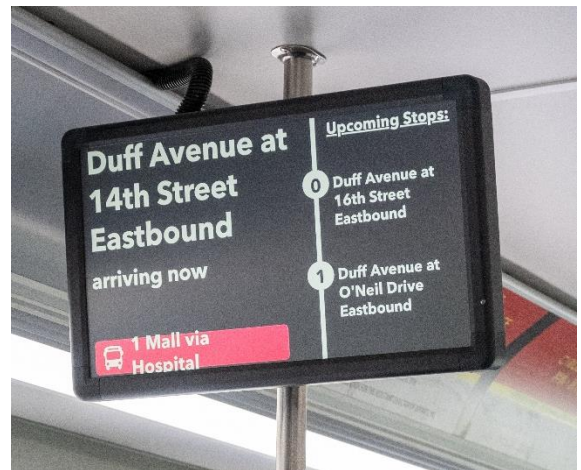 Duff Avenue at
14th Street
Eastbound
arriving now
1 Mall via
Hospital
Upcoming Stops:
0
Duff Avenue at
16th Street
Eastbound
1
Duff Avenue at
O'Neil Drive
Eastbound